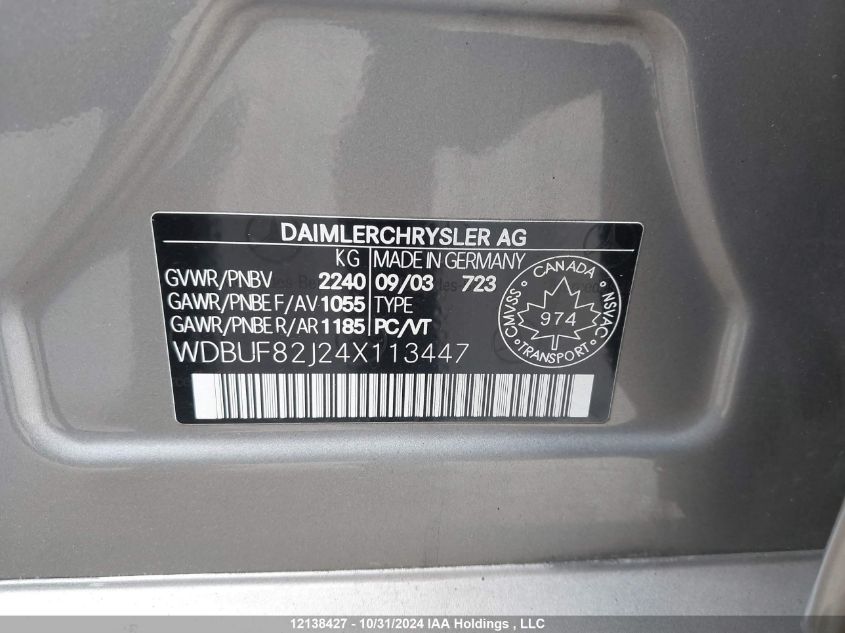 DAIMLERCHRYSLER AG
KG MADE IN GERMANY
GVWR/PNBV 2240 09/03 723
GAWR/PNBE F/AV 1055 TYPE
GAWR/PNBE R/AR 1185 PC/VT
WDBUF82J24X113447
CANADA
CMVSS
NSVAC
974
12138427 - 10/31/2024 IAA Holdings , LLC